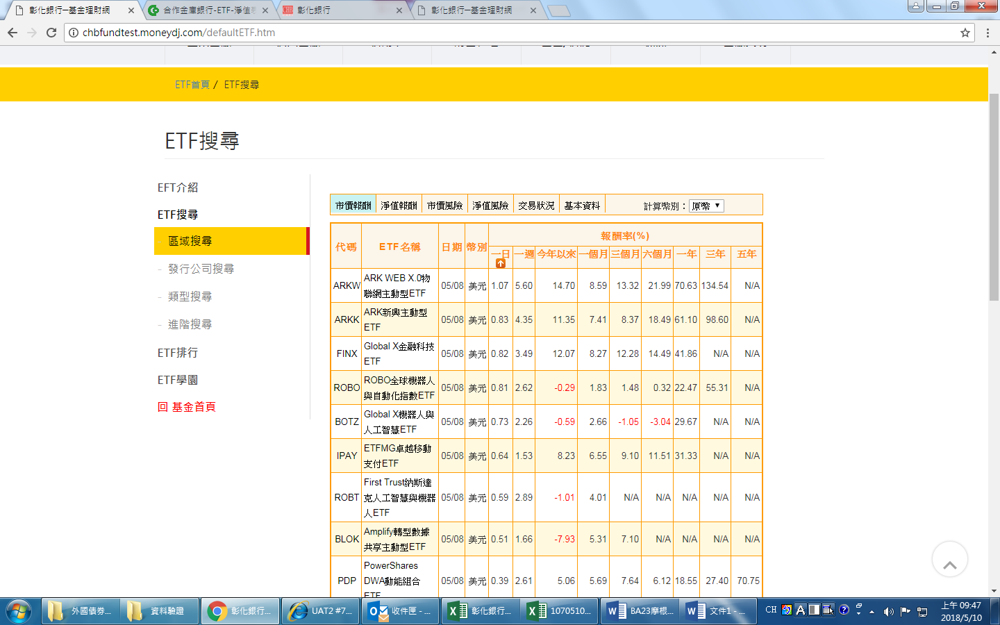 彰化銀行─基金理財網
合作金庫銀行-ETF-淨值
彰化銀行
彰化銀行─基金理財網
chbfundtest.moneydj.com/defaultETF.htm
ETF首頁 / ETF搜尋
ETF搜尋
EFT介紹
ETF搜尋
- 區域搜尋
- 發行公司搜尋
- 類型搜尋
- 進階搜尋
ETF排行
ETF學園
回 基金首頁
市價報酬 淨值報酬 市價風險 淨值風險 交易狀況 基本資料 計算幣別：原幣
代碼 ETF名稱 日期 幣別 報酬率(%)
一日 一週 今年以來 一個月 三個月 六個月 一年 三年 五年
ARKW ARK WEB X.0物 05/08 美元 1.07 5.60 14.70 8.59 13.32 21.99 70.63 134.54 N/A
聯網主動型ETF
ARKK ARK新興主動型 05/08 美元 0.83 4.35 11.35 7.41 8.37 18.49 61.10 98.60 N/A
ETF
FINX Global X金融科技 05/08 美元 0.82 3.49 12.07 8.27 12.28 14.49 41.86 N/A N/A
ETF
ROBO ROBO全球機器人 05/08 美元 0.81 2.62 -0.29 1.83 1.48 0.32 22.47 55.31 N/A
與自動化指數ETF
BOTZ Global X機器人與 05/08 美元 0.73 2.26 -0.59 2.66 -1.05 -3.04 29.67 N/A N/A
人工智慧ETF
IPAY ETFMG卓越移動 05/08 美元 0.64 1.53 8.23 6.55 9.10 11.51 31.33 N/A N/A
支付ETF
First Trust納斯達
ROBT 克人工智慧與機器 05/08 美元 0.59 2.89 -1.01 4.01 N/A N/A N/A N/A N/A
人ETF
BLOK Amplify轉型數據 05/08 美元 0.51 1.66 -7.93 5.31 7.10 N/A N/A N/A N/A
共享主動型ETF
PowerShares
PDP DWA動能組合 05/08 美元 0.39 2.61 5.06 5.69 7.64 6.12 18.55 27.40 70.75
ETF
外國債券...
資料驗證
彰化銀行...
UAT2 #7...
收件匣 - ...
彰化銀行...
1070510...
BA23摩根...
文件1 - ...
CH
上午 09:47
2018/5/10